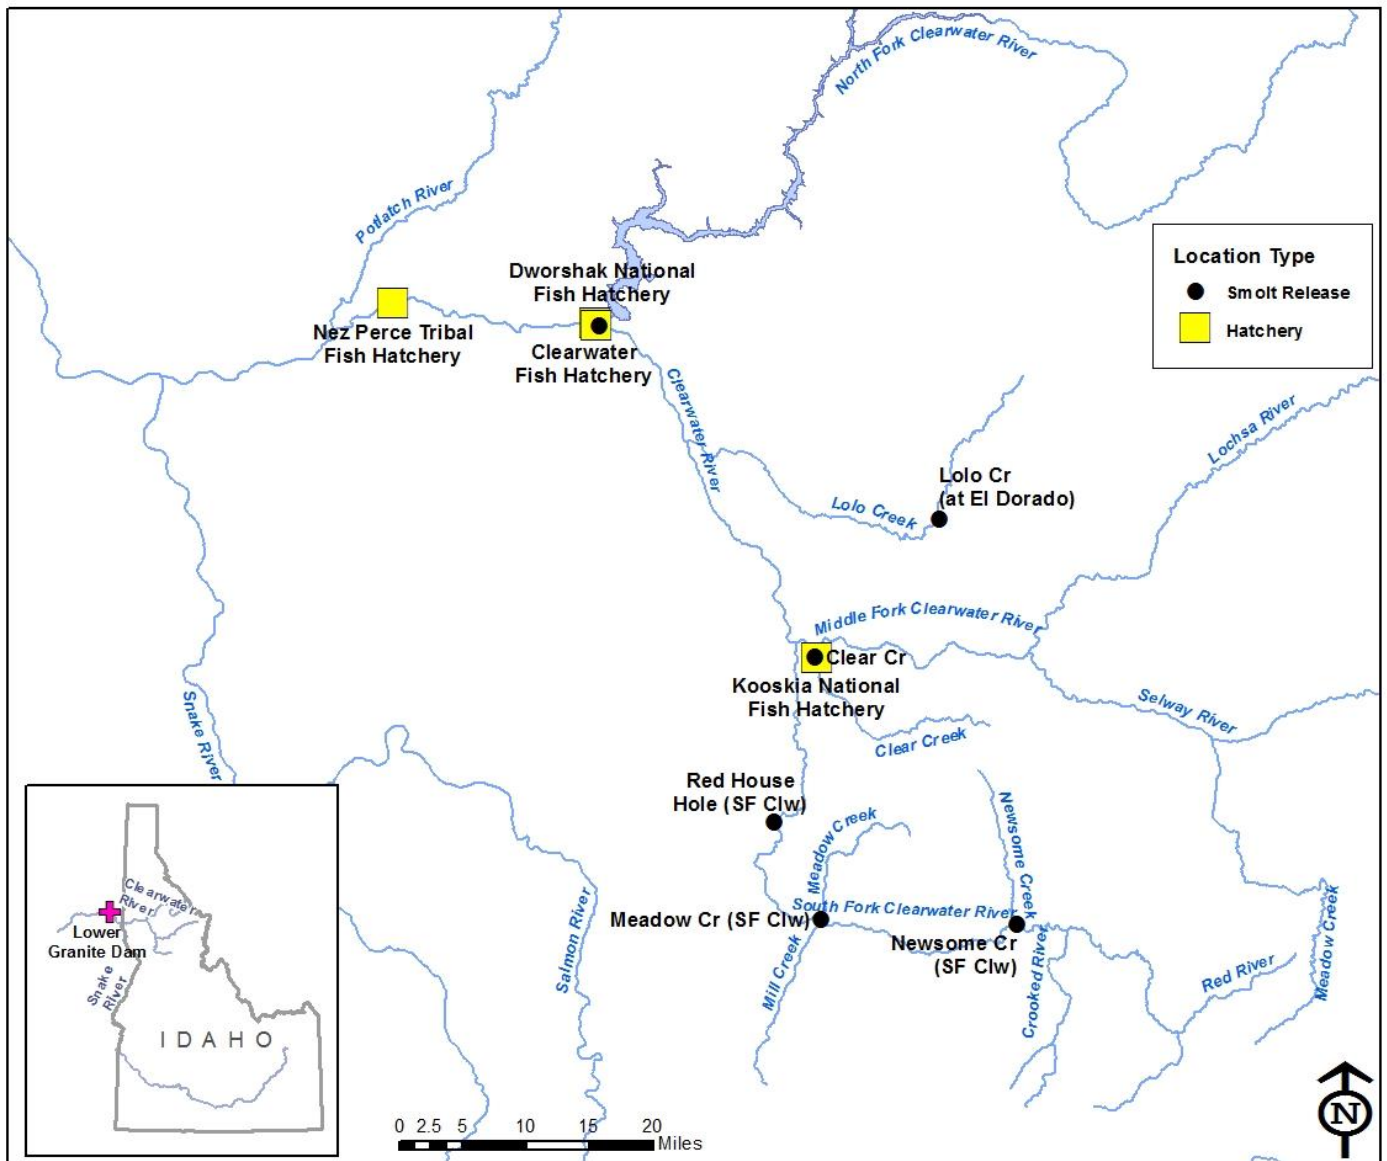 North Fork Clearwater River
Potlatch River
Location Type
Smolt Release
Hatchery
Dworshak National
Fish Hatchery
Nez Perce Tribal
Fish Hatchery
Clearwater
Fish Hatchery
Clearwater River
Lochsa River
Lolo Cr
(at El Dorado)
Lolo Creek
Middle Fork Clearwater River
Clear Cr
Kooskia National
Fish Hatchery
Snake River
Selway River
Clear Creek
Red House
Hole (SF Clw)
Meadow Creek
Newsome Creek
South Fork Clearwater River
Meadow Cr (SF Clw)
Newsome Cr
(SF Clw)
Mill Creek
Crooked River
Red River
Meadow Creek
Salmon River
Clearwater
River
Lower
Granite Dam
Snake
River
IDAHO
0 2.5 5 10 15 20
Miles
N